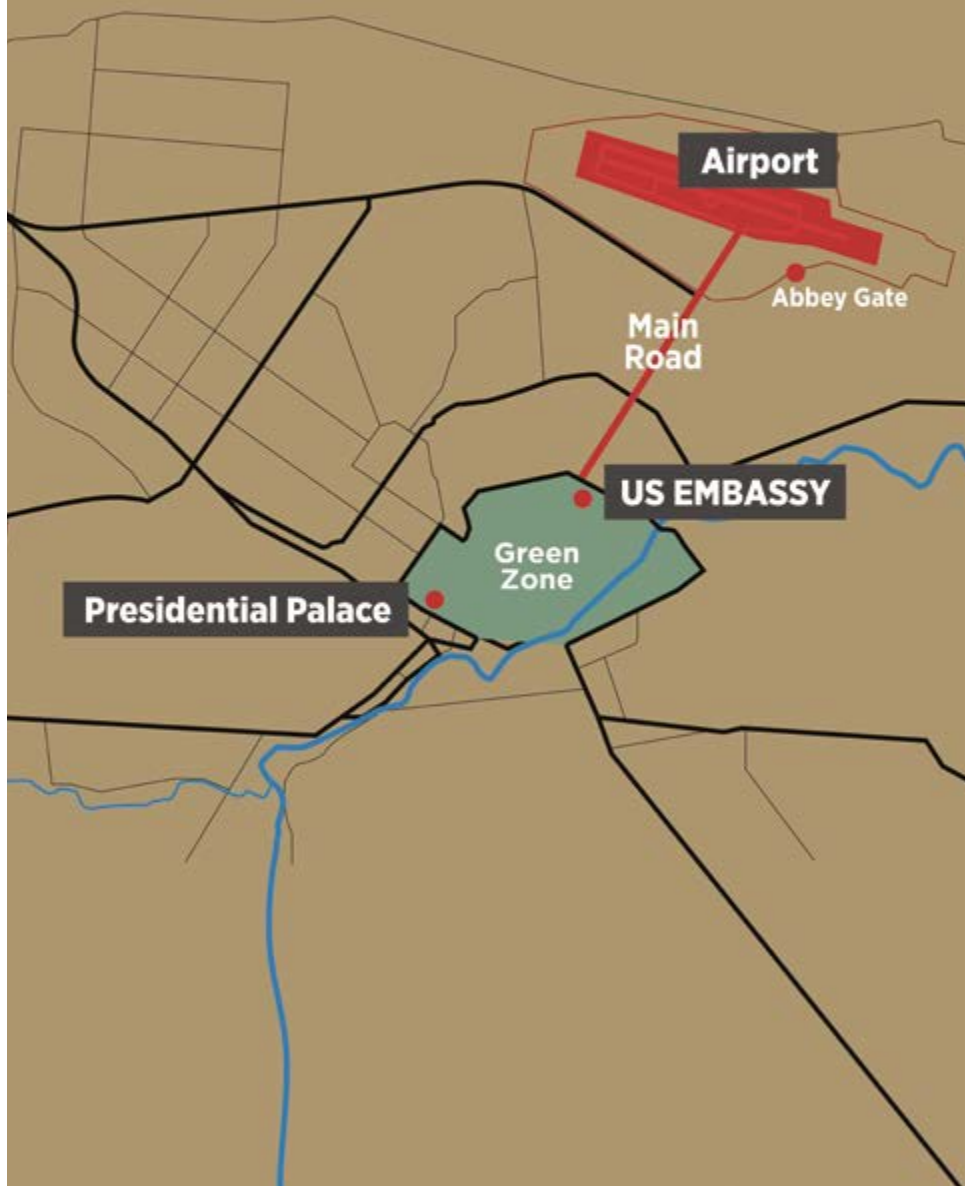 Airport
Abbey Gate
Main
Road
US EMBASSY
Green
Zone
Presidential Palace